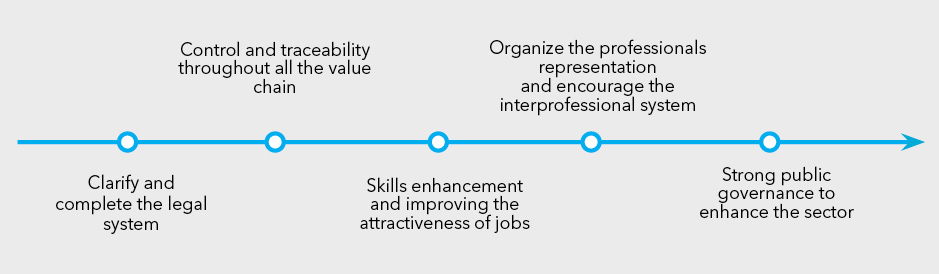 Clarify and
complete the legal
system
Control and traceability
throughout all the value
chain
Skills enhancement
and improving the
attractiveness of jobs
Organize the professionals
representation
and encourage the
interprofessional system
Strong public
governance to
enhance the sector